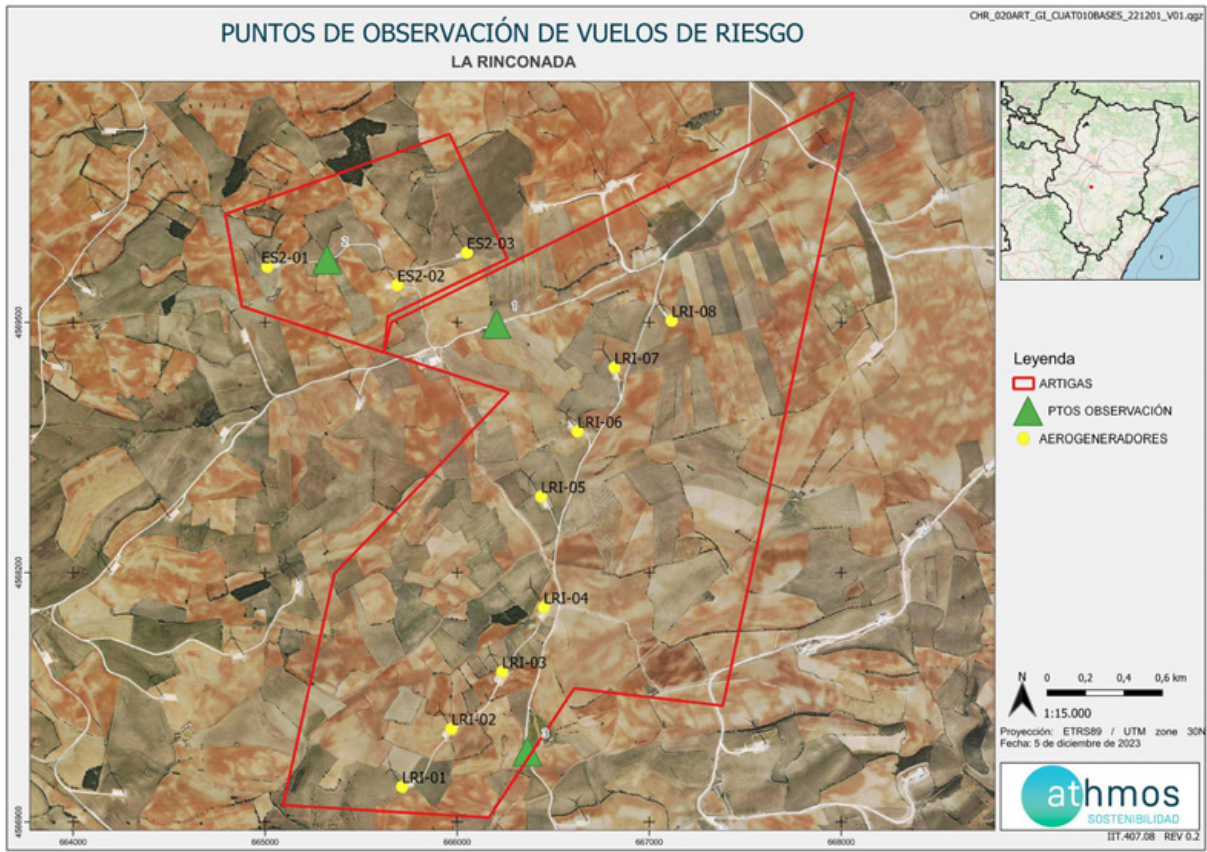 CHR_020ART_GI_CUAT010BASES_221201_V01.qgz
PUNTOS DE OBSERVACIÓN DE VUELOS DE RIESGO
LA RINCONADA
ES2-01
2
ES2-03
ES2-02
1
LRI-08
LRI-07
LRI-06
LRI-05
LRI-04
LRI-03
LRI-02
3
LRI-01
4569500
4568200
4566900
664000
665000
666000
667000
668000
Leyenda
ARTIGAS
PTOS OBSERVACIÓN
AEROGENERADORES
N
0 0,2 0,4 0,6 km
1:15.000
Proyección: ETRS89 / UTM zone 30N
Fecha: 5 de diciembre de 2023
athmos
SOSTENIBILIDAD
IIT.407.08 REV 0.2